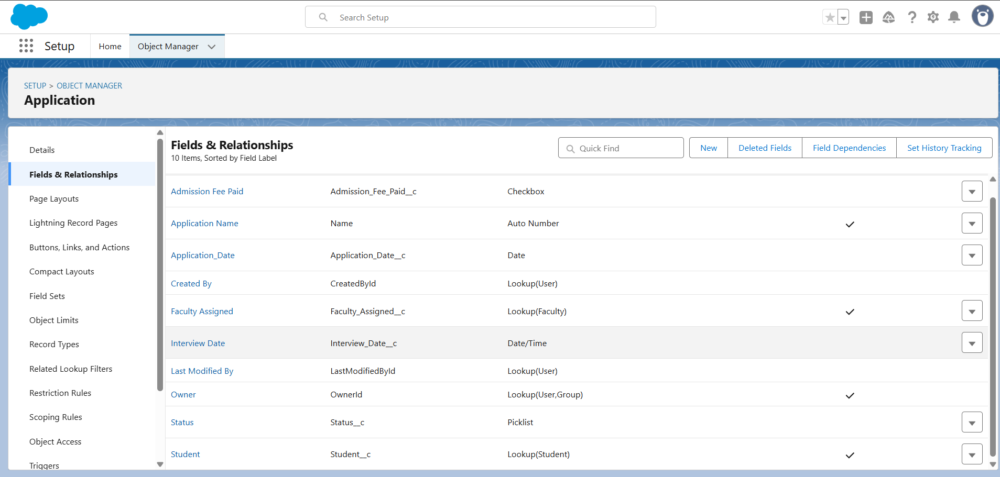 Search Setup
Setup
Home
Object Manager
SETUP > OBJECT MANAGER
Application
Details
Fields & Relationships
Page Layouts
Lightning Record Pages
Buttons, Links, and Actions
Compact Layouts
Field Sets
Object Limits
Record Types
Related Lookup Filters
Restriction Rules
Scoping Rules
Object Access
Triggers
Fields & Relationships
10 Items, Sorted by Field Label
Quick Find
New
Deleted Fields
Field Dependencies
Set History Tracking
Admission Fee Paid Admission_Fee_Paid__c Checkbox
Application Name Name Auto Number
Application_Date Application_Date__c Date
Created By CreatedById Lookup(User)
Faculty Assigned Faculty_Assigned__c Lookup(Faculty)
Interview Date Interview_Date__c Date/Time
Last Modified By LastModifiedById Lookup(User)
Owner OwnerId Lookup(User,Group)
Status Status__c Picklist
Student Student__c Lookup(Student)